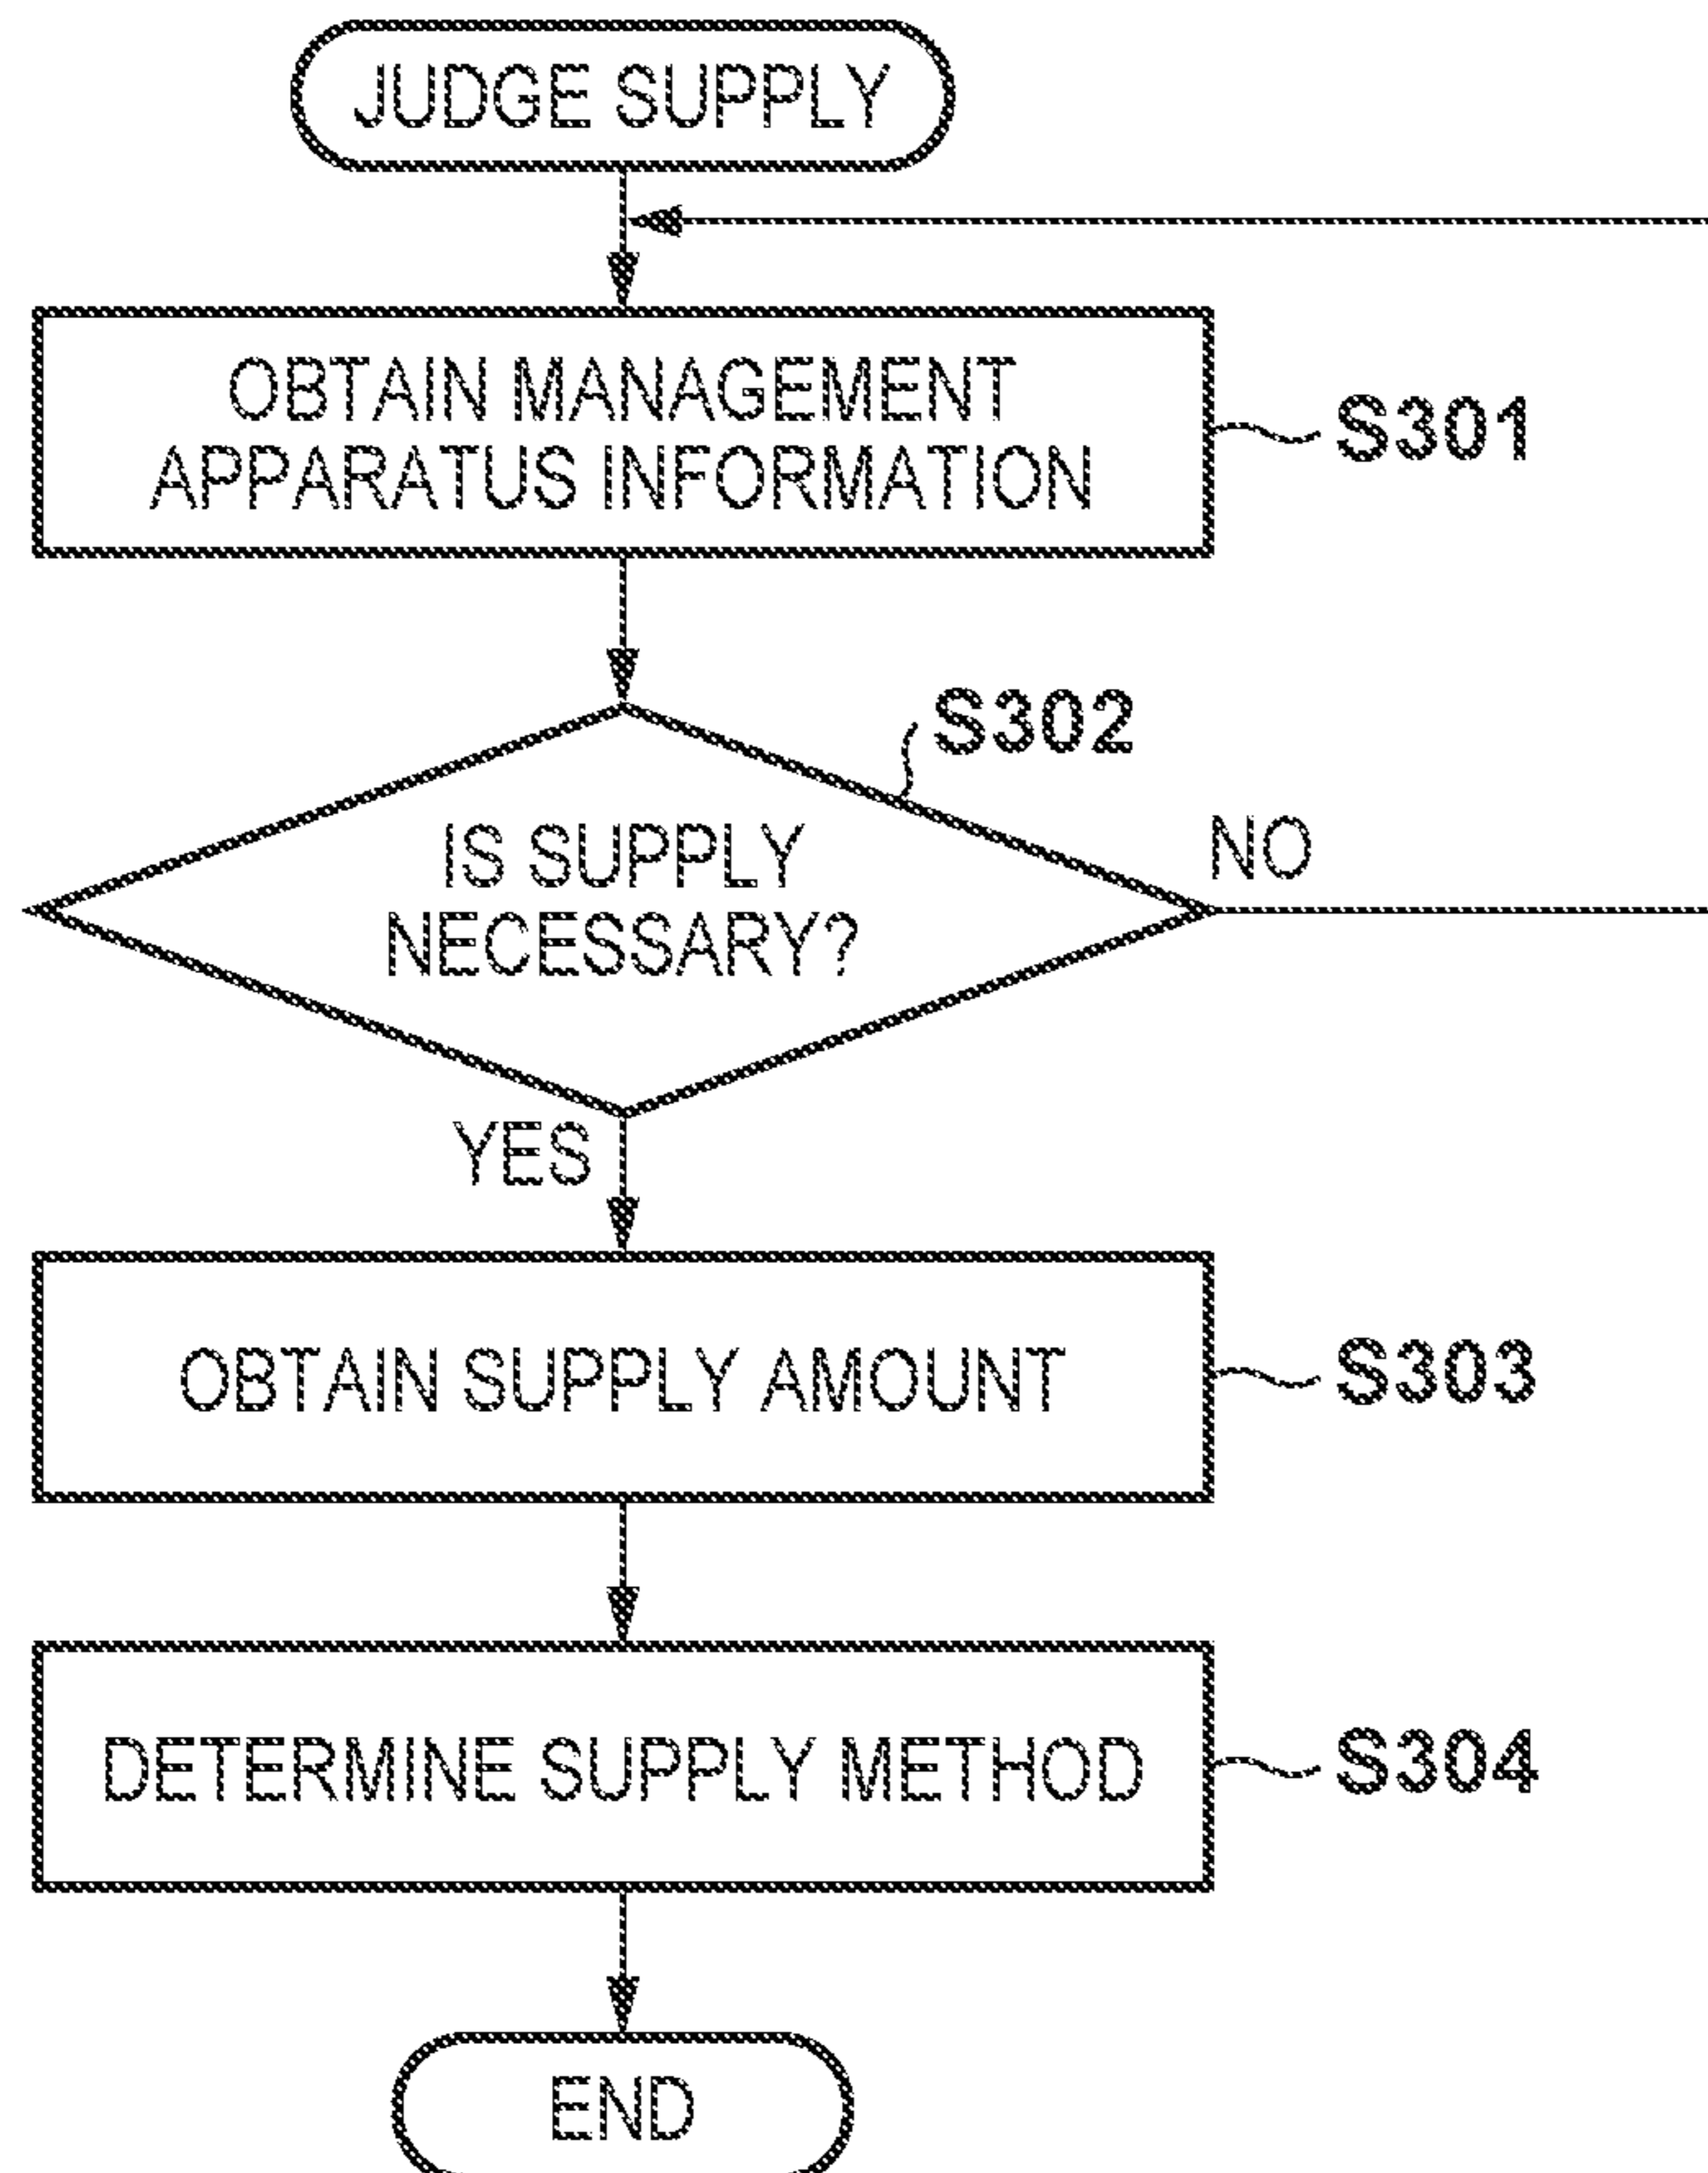 JUDGE SUPPLY
OBTAIN MANAGEMENT
APPARATUS INFORMATION
S301
S302
IS SUPPLY
NECESSARY?
NO
YES
OBTAIN SUPPLY AMOUNT
S303
DETERMINE SUPPLY METHOD
S304
END